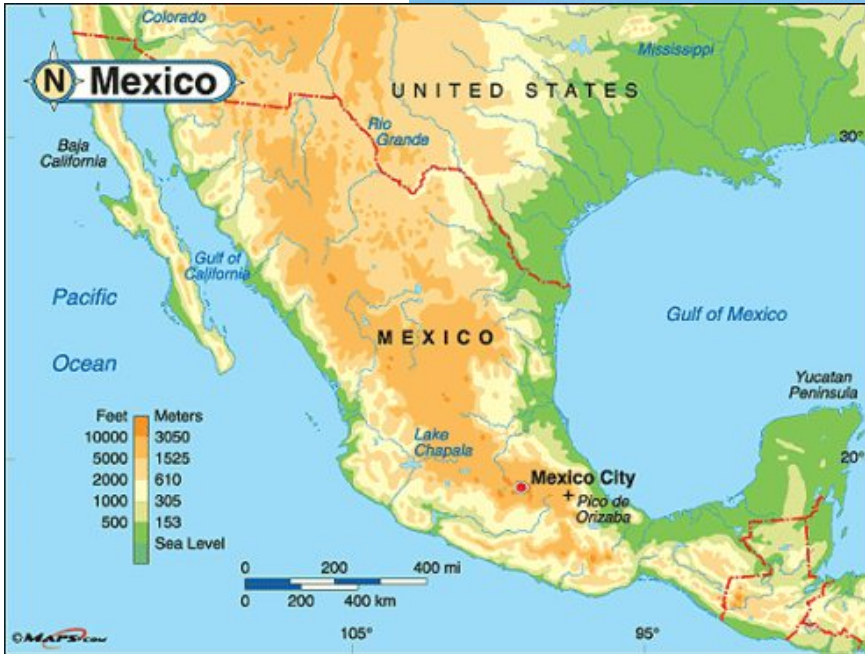 Colorado
Mississippi
N Mexico
UNITED STATES
Rio
Grande
30°
Baja
California
Gulf of
California
Pacific
Ocean
Gulf of Mexico
MEXICO
Yucatan
Peninsula
Feet Meters
10000 3050
5000 1525
2000 610
1000 305
500 153
Sea Level
Lake
Chapala
20°
Mexico City
Pico de
Orizaba
0 200 400 mi
0 200 400 km
©MAPS.com
105° 95°